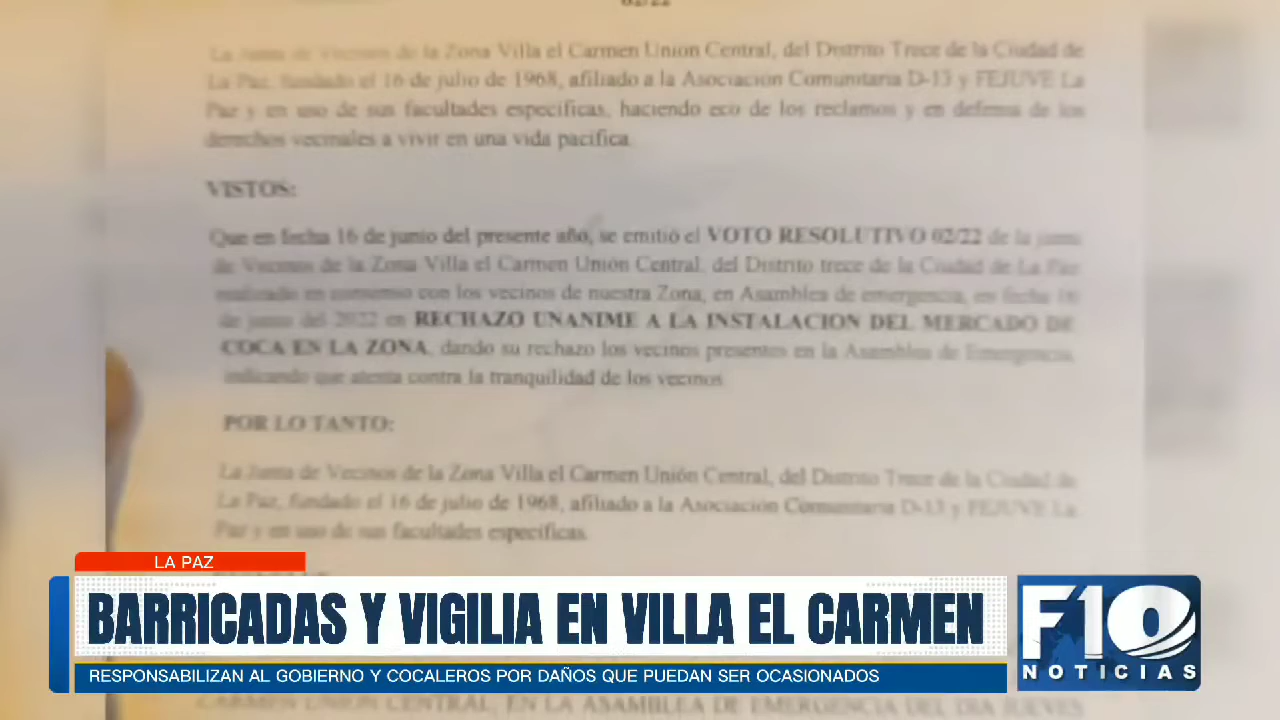 02/22
La Junta de Vecinos de la Zona Villa el Carmen Unión Central, del Distrito Trece de la Ciudad de
La Paz, fundado el 16 de julio de 1968, afiliado a la Asociación Comunitaria D-13 y FEJUVE La
Paz y en uso de sus facultades específicas, haciendo eco de los reclamos y en defensa de los
derechos vecinales a vivir en una vida pacífica.
VISTOS:
Que en fecha 16 de junio del presente año, se emitió el VOTO RESOLUTIVO 02/22 de la junta
de Vecinos de la Zona Villa el Carmen Unión Central, del Distrito trece de la Ciudad de La Paz
realizado en consenso con los vecinos de nuestra Zona, en Asamblea de emergencia, en fecha 16
de junio del 2022 en RECHAZO UNANIME A LA INSTALACION DEL MERCADO DE
COCA EN LA ZONA, dando su rechazo los vecinos presentes en la Asamblea de Emergencia,
indicando que atenta contra la tranquilidad de los vecinos.
POR LO TANTO:
La Junta de Vecinos de la Zona Villa el Carmen Unión Central, del Distrito Trece de la Ciudad de
La Paz, fundado el 16 de julio de 1968, afiliado a la Asociación Comunitaria D-13 y FEJUVE La
Paz y en uso de sus facultades específicas.
LA PAZ
BARRICADAS Y VIGILIA EN VILLA EL CARMEN
RESPONSABILIZAN AL GOBIERNO Y COCALEROS POR DAÑOS QUE PUEDAN SER OCASIONADOS
F10
NOTICIAS
CARMEN UNION CENTRAL, EN LA ASAMBLEA DE EMERGENCIA DEL DIA JUEVES